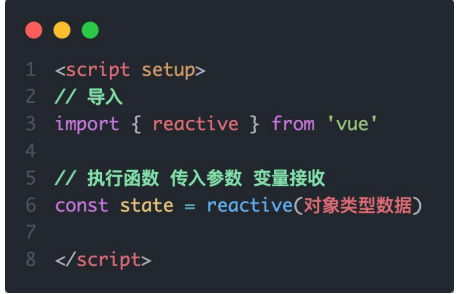 1 <script setup>
2 // 导入
3 import { reactive } from 'vue'
4
5 // 执行函数 传入参数 变量接收
6 const state = reactive(对象类型数据)
7
8 </script>